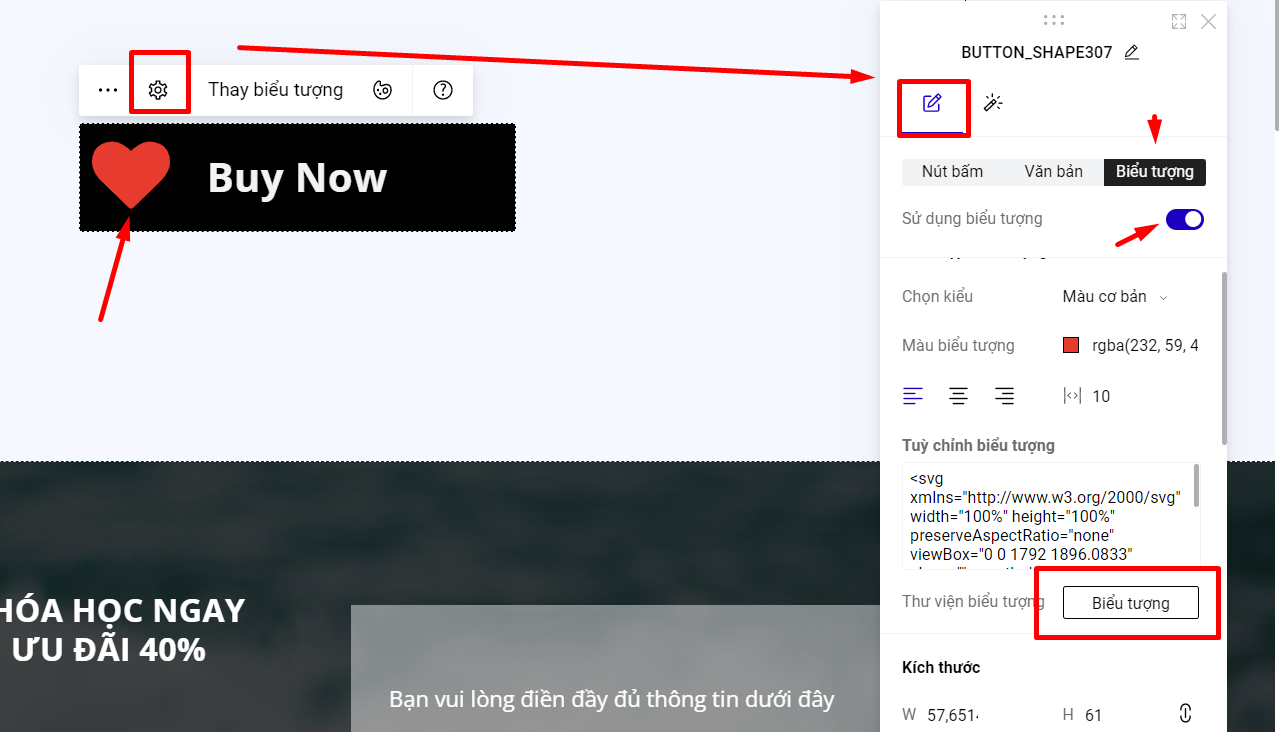 BUTTON_SHAPE307
Thay biểu tượng
Buy Now
Nút bấm
Văn bản
Biểu tượng
Sử dụng biểu tượng
Chọn kiểu
Màu cơ bản
Màu biểu tượng
rgba(232, 59, 4
10
Tuỳ chỉnh biểu tượng
<svg
xmlns="http://www.w3.org/2000/svg"
width="100%" height="100%"
preserveAspectRatio="none"
viewBox="0 0 1792 1896.0833"
Thư viện biểu tượng
Biểu tượng
Kích thước
W 57,651
H 61
HÓA HỌC NGAY
ƯU ĐÃI 40%
Bạn vui lòng điền đầy đủ thông tin dưới đây